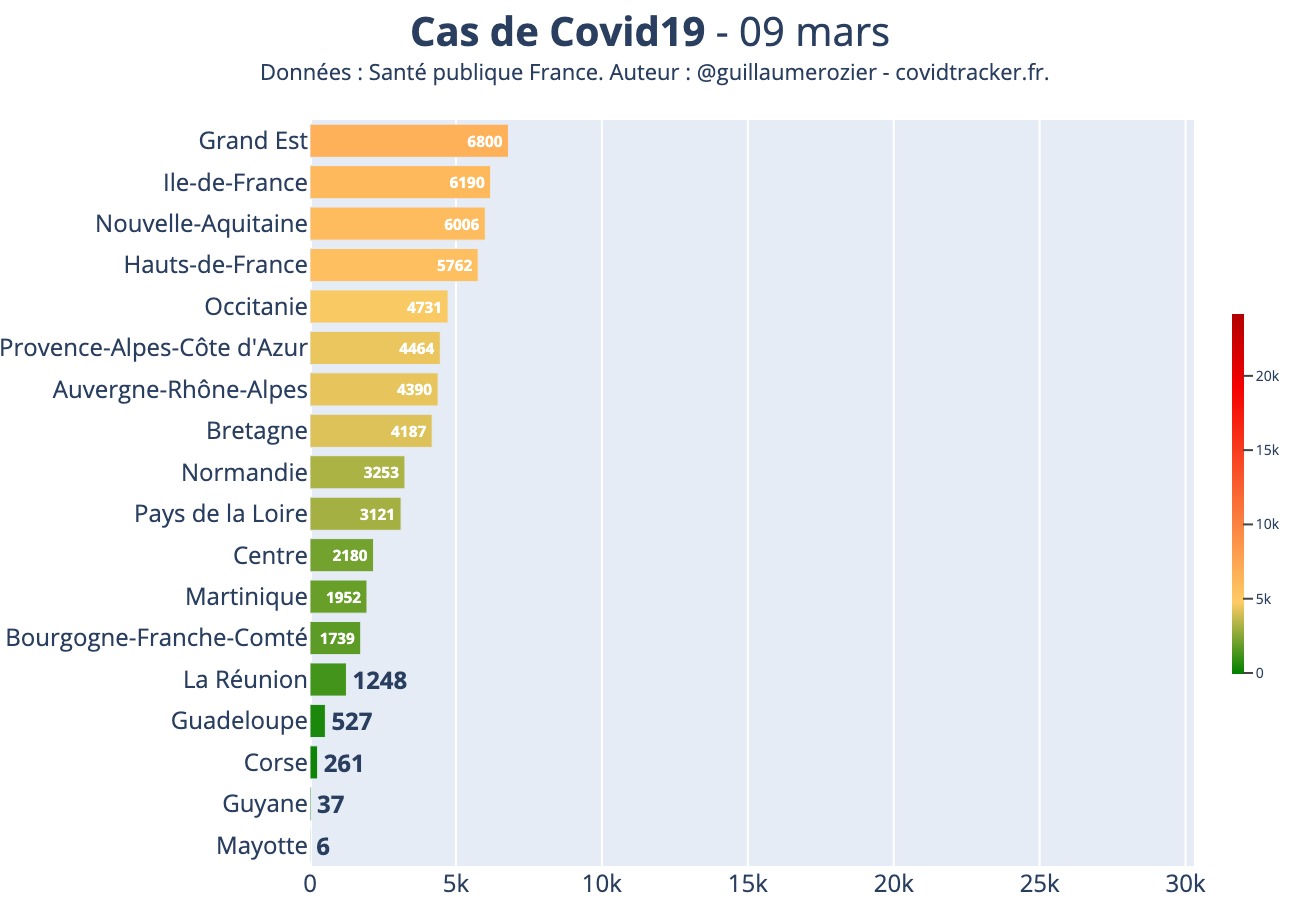 Cas de Covid19 - 09 mars
Données : Santé publique France. Auteur : @guillaumerozier - covidtracker.fr.
Grand Est 6800
Ile-de-France 6190
Nouvelle-Aquitaine 6006
Hauts-de-France 5762
Occitanie 4731
Provence-Alpes-Côte d'Azur 4464
Auvergne-Rhône-Alpes 4390
Bretagne 4187
Normandie 3253
Pays de la Loire 3121
Centre 2180
Martinique 1952
Bourgogne-Franche-Comté 1739
La Réunion 1248
Guadeloupe 527
Corse 261
Guyane 37
Mayotte 6
0 5k 10k 15k 20k 25k 30k
20k
15k
10k
5k
0